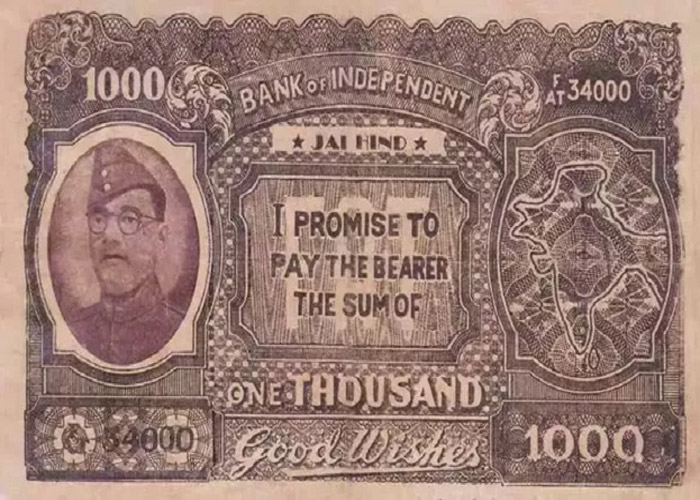 1000
BANK OF INDEPENDENT
F/AT 34000
★ JAI HIND ★
I PROMISE TO
PAY THE BEARER
THE SUM OF
ONE THOUSAND
34000
Good Wishes
1000